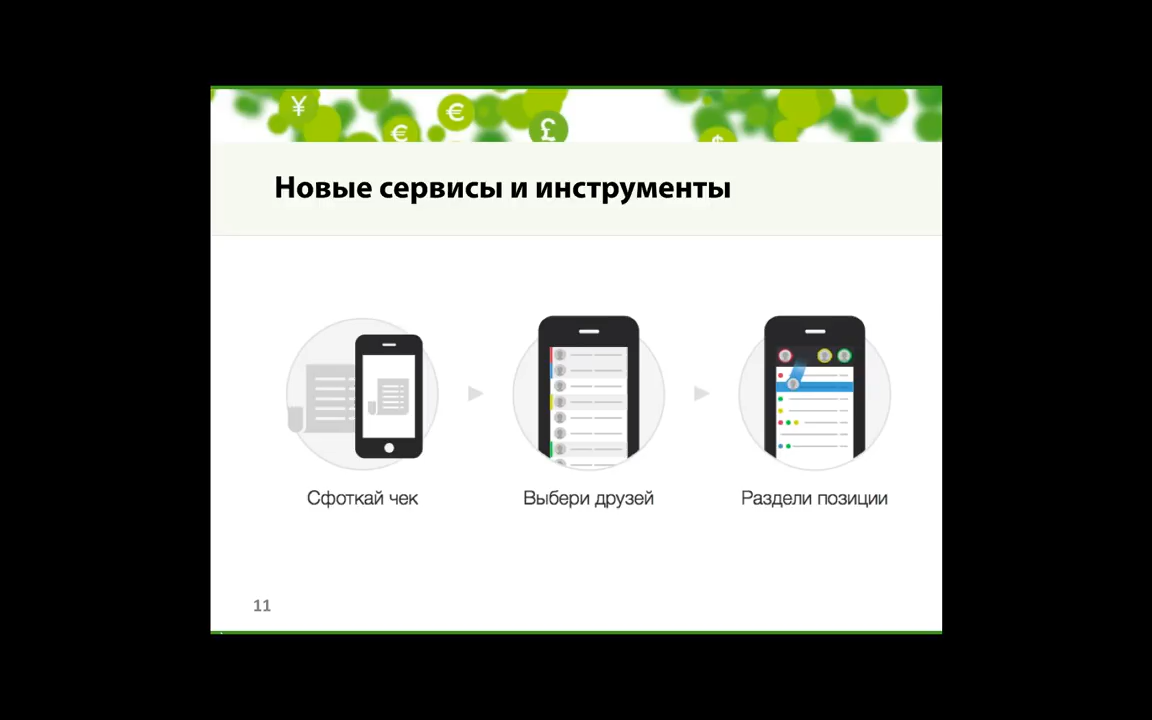 ¥
€
€
£
$
Новые сервисы и инструменты
Сфоткай чек
Выбери друзей
Раздели позиции
11